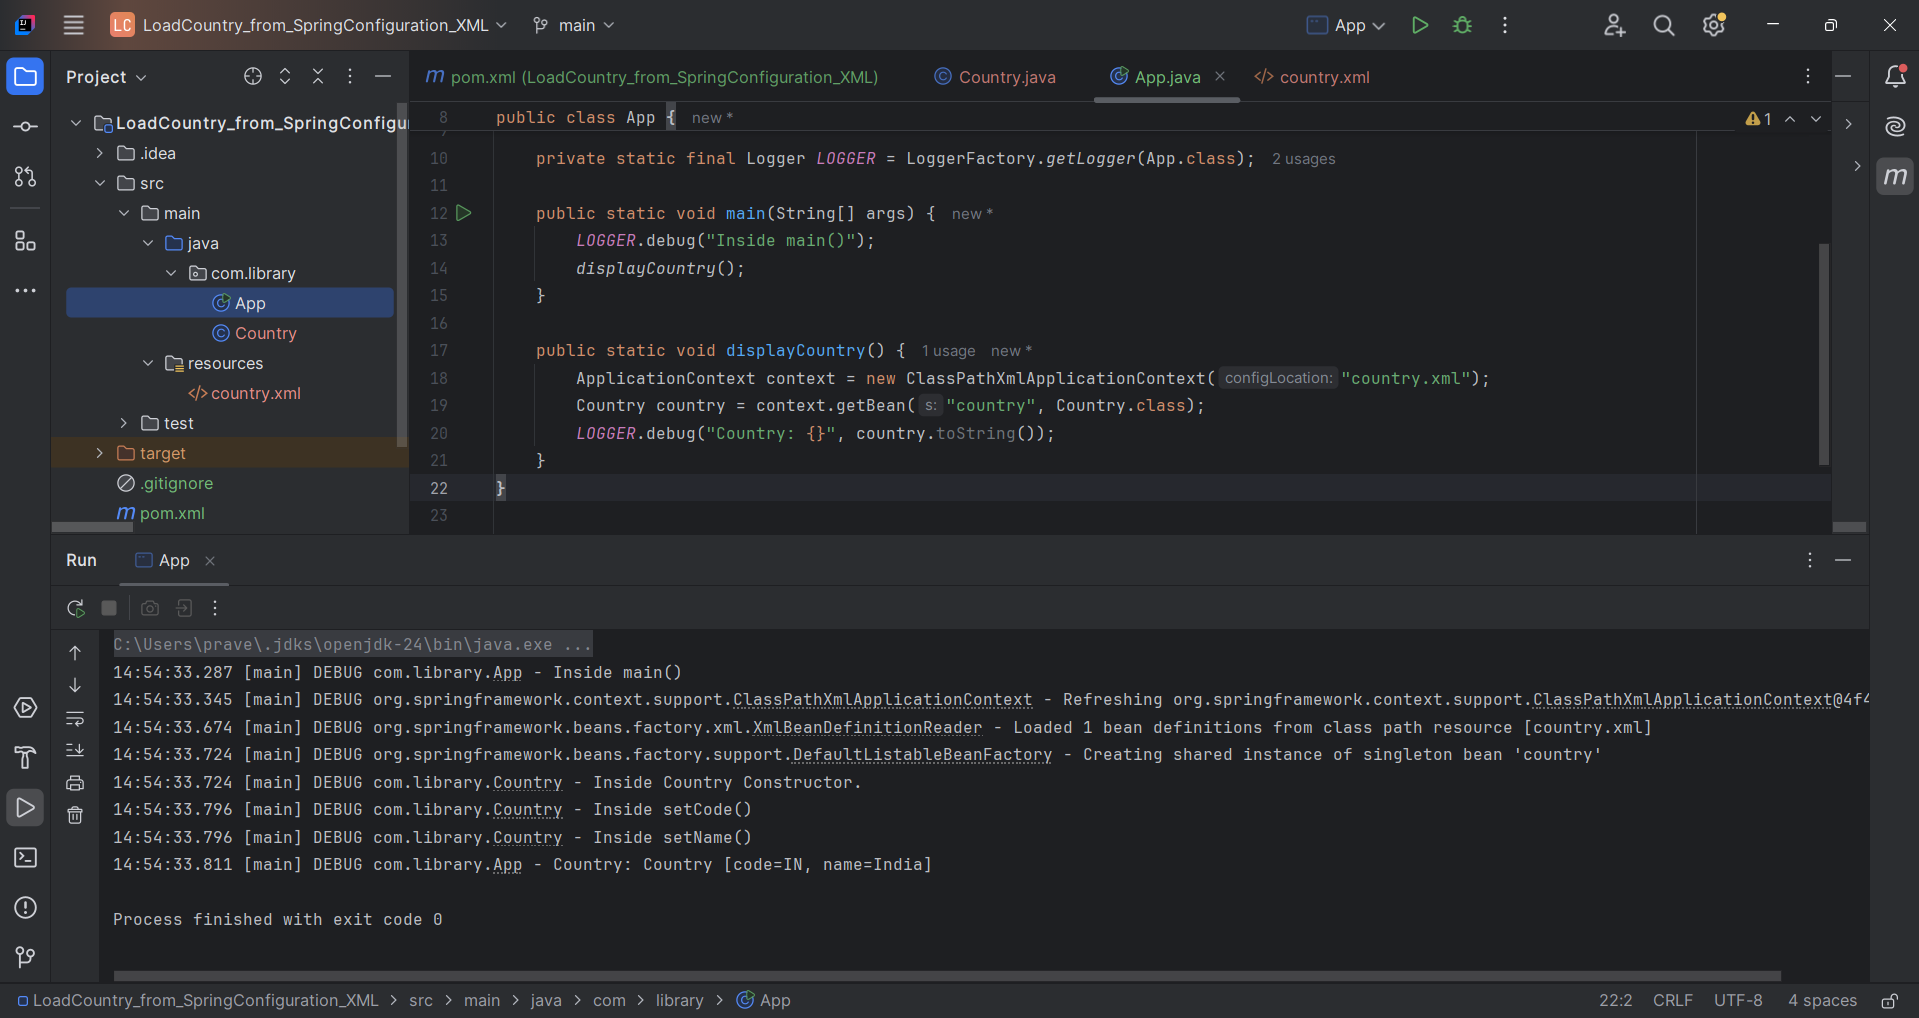 LC LoadCountry_from_SpringConfiguration_XML main App
Project
LoadCountry_from_SpringConfigu
.idea
src
main
java
com.library
App
Country
resources
country.xml
test
target
.gitignore
pom.xml
pom.xml (LoadCountry_from_SpringConfiguration_XML) Country.java App.java country.xml
8 public class App { new *
1
10 private static final Logger LOGGER = LoggerFactory.getLogger(App.class); 2 usages
11
12 public static void main(String[] args) { new *
13 LOGGER.debug("Inside main()");
14 displayCountry();
15 }
16
17 public static void displayCountry() { 1 usage new *
18 ApplicationContext context = new ClassPathXmlApplicationContext( configLocation: "country.xml");
19 Country country = context.getBean( s: "country", Country.class);
20 LOGGER.debug("Country: {}", country.toString());
21 }
22 }
23
Run App
C:\Users\prave\.jdks\openjdk-24\bin\java.exe ...
14:54:33.287 [main] DEBUG com.library.App - Inside main()
14:54:33.345 [main] DEBUG org.springframework.context.support.ClassPathXmlApplicationContext - Refreshing org.springframework.context.support.ClassPathXmlApplicationContext@4f4
14:54:33.674 [main] DEBUG org.springframework.beans.factory.xml.XmlBeanDefinitionReader - Loaded 1 bean definitions from class path resource [country.xml]
14:54:33.724 [main] DEBUG org.springframework.beans.factory.support.DefaultListableBeanFactory - Creating shared instance of singleton bean 'country'
14:54:33.724 [main] DEBUG com.library.Country - Inside Country Constructor.
14:54:33.796 [main] DEBUG com.library.Country - Inside setCode()
14:54:33.796 [main] DEBUG com.library.Country - Inside setName()
14:54:33.811 [main] DEBUG com.library.App - Country: Country [code=IN, name=India]
Process finished with exit code 0
LoadCountry_from_SpringConfiguration_XML > src > main > java > com > library > App 22:2 CRLF UTF-8 4 spaces